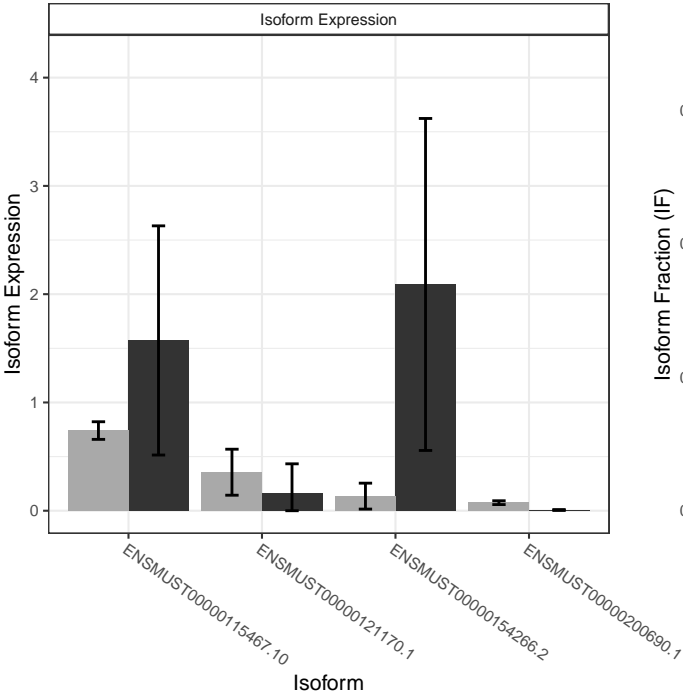 Isoform Expression
Isoform Expression
4
3
2
1
0
ENSMUST00000115467.10
ENSMUST00000121170.1
ENSMUST00000154266.2
ENSMUST00000200690.1
Isoform
Isoform Fraction (IF)